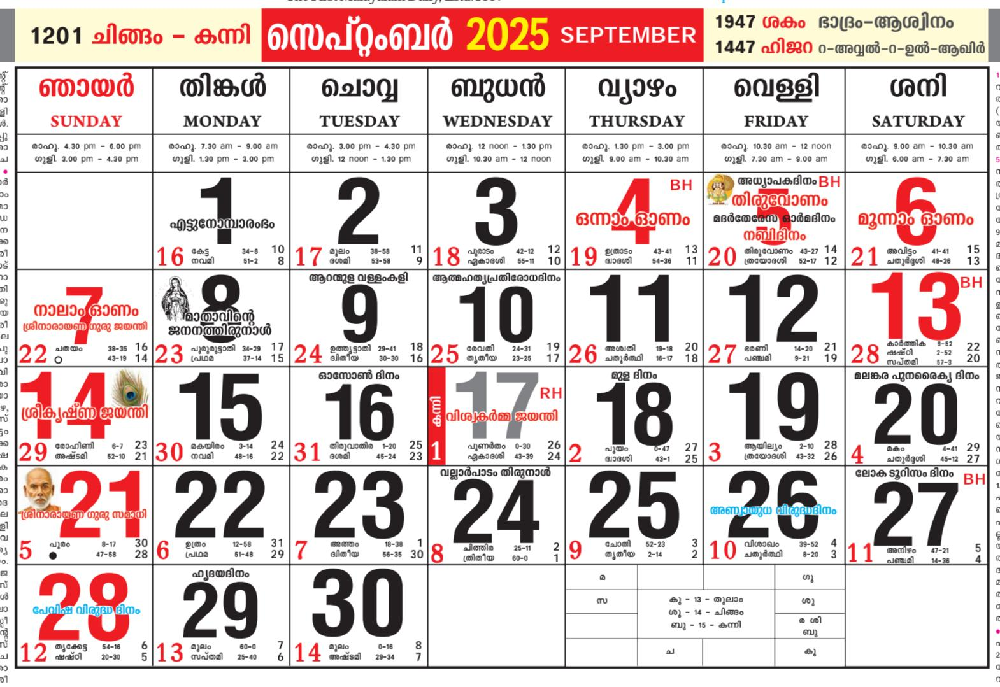 1201 ചിങ്ങം - കന്നി
സെപ്റ്റംബർ 2025 SEPTEMBER
1947 ശകം ഭാദ്രം-ആശ്വിനം
1447 ഹിജറ റ-അവ്വൽ-റ-ഉൽ-ആഖിർ
ഞായർ തിങ്കൾ ചൊവ്വ ബുധൻ വ്യാഴം വെള്ളി ശനി
SUNDAY MONDAY TUESDAY WEDNESDAY THURSDAY FRIDAY SATURDAY
രാഹു. 4.30 pm - 6.00 pm രാഹു. 7.30 am - 9.00 am രാഹു. 3.00 pm - 4.30 pm രാഹു. 12 noon - 1.30 pm രാഹു. 1.30 pm - 3.00 pm രാഹു. 10.30 am - 12 noon രാഹു. 9.00 am - 10.30 am
ഗുളി. 3.00 pm - 4.30 pm ഗുളി. 1.30 pm - 3.00 pm ഗുളി. 12 noon - 1.30 pm ഗുളി. 10.30 am - 12 noon ഗുളി. 9.00 am - 10.30 am ഗുളി. 7.30 am - 9.00 am ഗുളി. 6.00 am - 7.30 am
1
എട്ടുനോമ്പാരംഭം
16 കേട്ട 34-8 10
നവമി 51-2 8
2
17 മൂലം 38-58 11
ദശമി 53-58 9
3
18 പൂരാടം 42-12 12
ഏകാദശി 55-11 10
4 BH
ഒന്നാം ഓണം
19 ഉത്രാടം 43-41 13
ദ്വാദശി 54-36 11
അധ്യാപകദിനം BH
5
തിരുവോണം
മദർതേരേസ ഓർമദിനം
നബിദിനം
20 തിരുവോണം 43-27 14
ത്രയോദശി 52-17 12
6
മൂന്നാം ഓണം
21 അവിട്ടം 41-41 15
ചതുർദ്ദശി 48-26 13
7
നാലാം ഓണം
ശ്രീനാരായണ ഗുരു ജയന്തി
22 ചതയം 38-35 16
43-19 14
8
മാതാവിന്റെ
ജനനത്തിരുനാൾ
23 പൂരുരുട്ടാതി 34-29 17
പ്രഥമ 37-14 15
ആറന്മുള വള്ളംകളി
9
24 ഉത്തൃട്ടാതി 29-41 18
ദ്വിതീയ 30-30 16
ആത്മഹത്യപ്രതിരോധദിനം
10
25 രേവതി 24-31 19
തൃതീയ 23-25 17
11
26 അശ്വതി 19-18 20
ചതുർത്ഥി 16-17 18
12
27 ഭരണി 14-20 21
പഞ്ചമി 9-21 19
13 BH
28 കാർത്തിക 9-52 22
ഷഷ്ഠി 2-52
സപ്തമി 57-3 20
14
ശ്രീകൃഷ്ണ ജയന്തി
29 രോഹിണി 6-7 23
അഷ്ടമി 52-10 21
15
30 മകയിരം 3-14 24
നവമി 48-16 22
ഓസോൺ ദിനം
16
31 തിരുവാതിര 1-20 25
ദശമി 45-24 23
കന്നി
17 RH
വിശ്വകർമ്മ ജയന്തി
1 പുണർതം 0-30 26
ഏകാദശി 43-39 24
മുള ദിനം
18
2 പൂയം 0-47 27
ദ്വാദശി 43-1 25
19
3 ആയില്യം 2-10 28
ത്രയോദശി 43-32 26
മലങ്കര പുനരൈക്യ ദിനം
20
4 മകം 4-41 29
ചതുർദ്ദശി 45-12 27
21
ശ്രീനാരായണ ഗുരു സമാധി
5 പൂരം 8-17 30
47-58 28
22
6 ഉത്രം 12-58 31
പ്രഥമ 51-48 29
23
7 അത്തം 18-38 1
ദ്വിതീയ 56-35 30
വല്ലാർപാടം തിരുനാൾ
24
8 ചിത്തിര 25-11 2
ത്രിതീയ 60-0 1
25
9 ചോതി 52-23 3
തൃതീയ 2-14 2
26
അണ്വായുധ വിരുദ്ധദിനം
10 വിശാഖം 39-52 4
ചതുർത്ഥി 8-20 3
ലോക ടൂറിസം ദിനം BH
27
11 അനിഴം 47-21 5
പഞ്ചമി 14-36 4
28
പേവിഷ വിരുദ്ധ ദിനം
12 തൃക്കേട്ട 54-16 6
ഷഷ്ഠി 20-30 5
ഹൃദയദിനം
29
13 മൂലം 60-0 7
സപ്തമി 25-40 6
30
14 മൂലം 0-16 8
അഷ്ടമി 29-34 7
മ ഗു
സ കു - 13 - തുലാം ശു
ശു - 14 - ചിങ്ങം
ബു - 15 - കന്നി ര ശി
ബു
ച കു